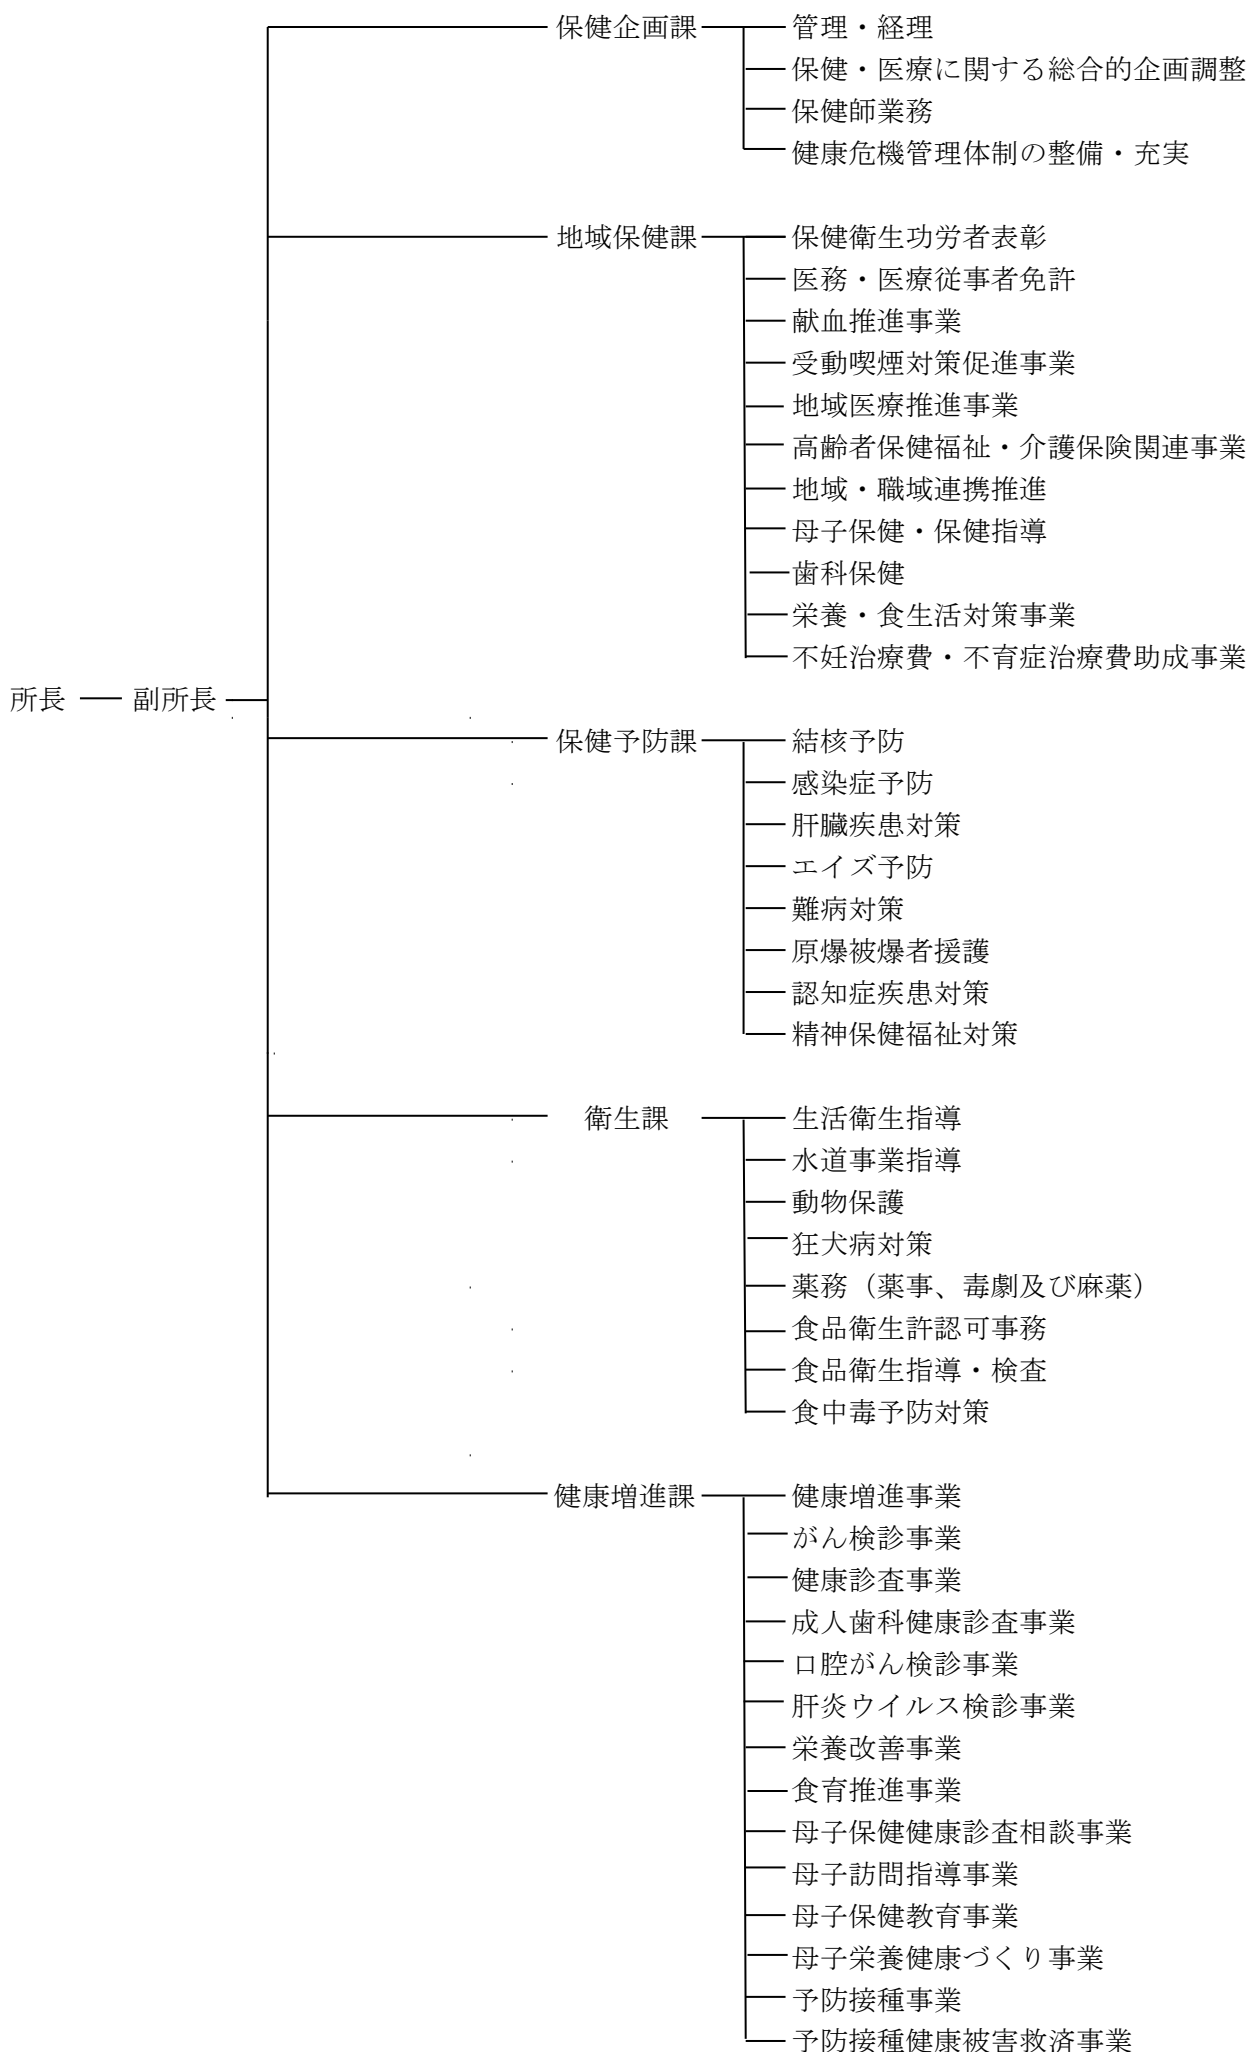 保健企画課 管理・経理
保健・医療に関する総合的企画調整
保健師業務
健康危機管理体制の整備・充実
地域保健課 保健衛生功労者表彰
医務・医療従事者免許
献血推進事業
受動喫煙対策促進事業
地域医療推進事業
高齢者保健福祉・介護保険関連事業
地域・職域連携推進
母子保健・保健指導
歯科保健
栄養・食生活対策事業
不妊治療費・不育症治療費助成事業
所長 副所長
保健予防課 結核予防
感染症予防
肝臓疾患対策
エイズ予防
難病対策
原爆被爆者援護
認知症疾患対策
精神保健福祉対策
衛生課 生活衛生指導
水道事業指導
動物保護
狂犬病対策
薬務（薬事、毒劇及び麻薬）
食品衛生許認可事務
食品衛生指導・検査
食中毒予防対策
健康増進課 健康増進事業
がん検診事業
健康診査事業
成人歯科健康診査事業
口腔がん検診事業
肝炎ウイルス検診事業
栄養改善事業
食育推進事業
母子保健健康診査相談事業
母子訪問指導事業
母子保健教育事業
母子栄養健康づくり事業
予防接種事業
予防接種健康被害救済事業